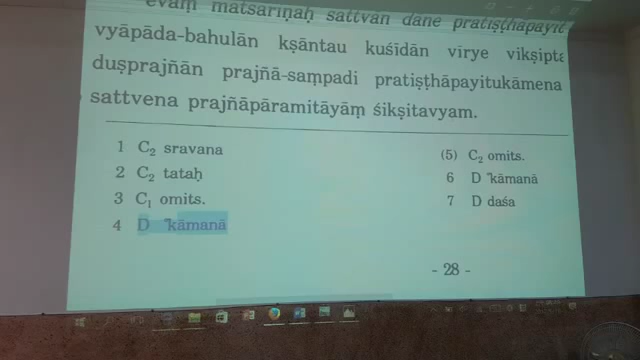 evaṃ matsariṇaḥ sattvān dāne pratiṣṭhāpayit
vyāpāda-bahulān kṣāntau kuśīdān vīrye vikṣipta
duṣprajñān prajñā-saṃpadi pratiṣṭhāpayitukāmena
sattvena prajñāpāramitāyāṃ śikṣitavyam.
1 C₂ sravana
2 C₂ tataḥ
3 C₁ omits.
4 D ˚kāmanā
(5) C₂ omits.
6 D ˚kāmanā
7 D daśa
- 28 -